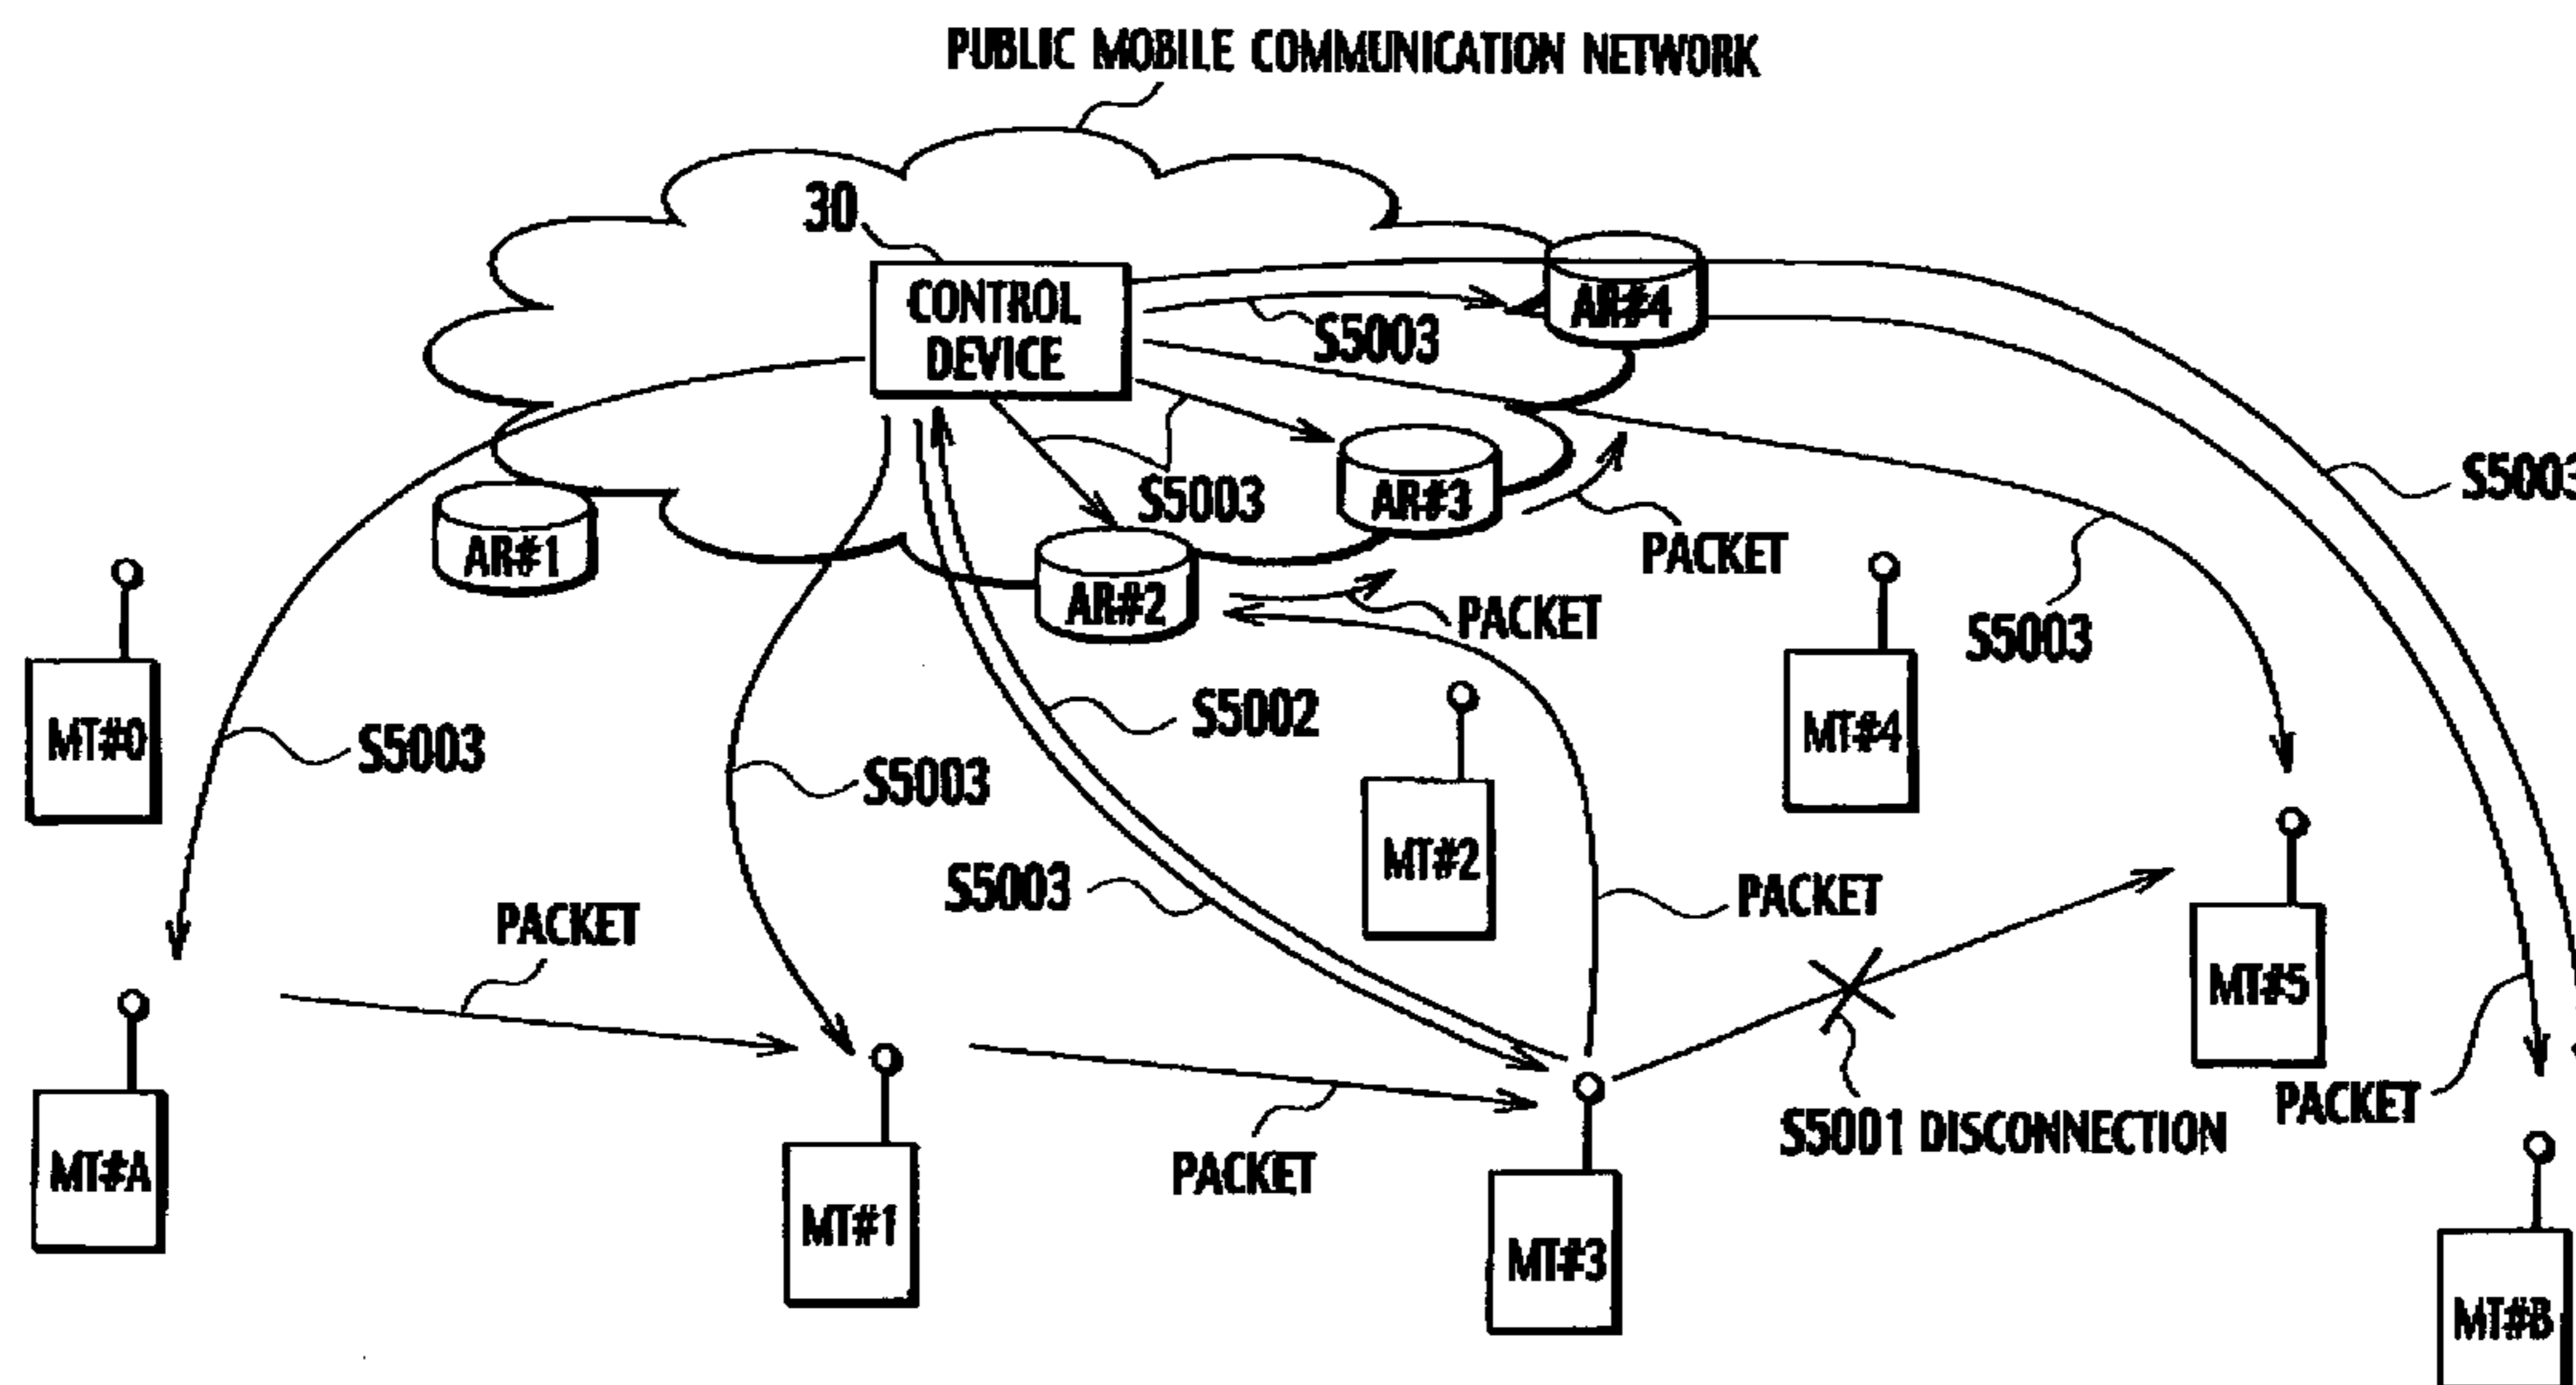 PUBLIC MOBILE COMMUNICATION NETWORK
30
CONTROL
DEVICE
AR#4
S5003
S5003
AR#3
S5003
AR#1
PACKET
AR#2
PACKET
S5003
MT#0
S5003
S5002
MT#4
S5003
MT#2
S5003
PACKET
PACKET
MT#5
PACKET
S5001 DISCONNECTION
MT#A
PACKET
MT#1
MT#3
MT#B